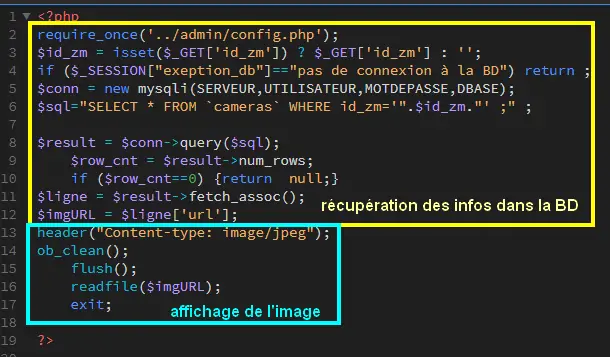 1 <?php
2 require_once('../admin/config.php');
3 $id_zm = isset($_GET['id_zm']) ? $_GET['id_zm'] : '';
4 if ($_SESSION["exeption_db"]=="pas de connexion à la BD") return ;
5 $conn = new mysqli(SERVEUR,UTILISATEUR,MOTDEPASSE,DBASE);
6 $sql="SELECT * FROM `cameras` WHERE id_zm='".$id_zm."' ;" ;
7
8 $result = $conn->query($sql);
9 $row_cnt = $result->num_rows;
10 if ($row_cnt==0) {return  null;}
11 $ligne = $result->fetch_assoc();
récupération des infos dans la BD
12 $imgURL = $ligne['url'];
13 header("Content-type: image/jpeg");
14 ob_clean();
15 flush();
16 readfile($imgURL);
17 exit;
affichage de l'image
18
19 ?>
20